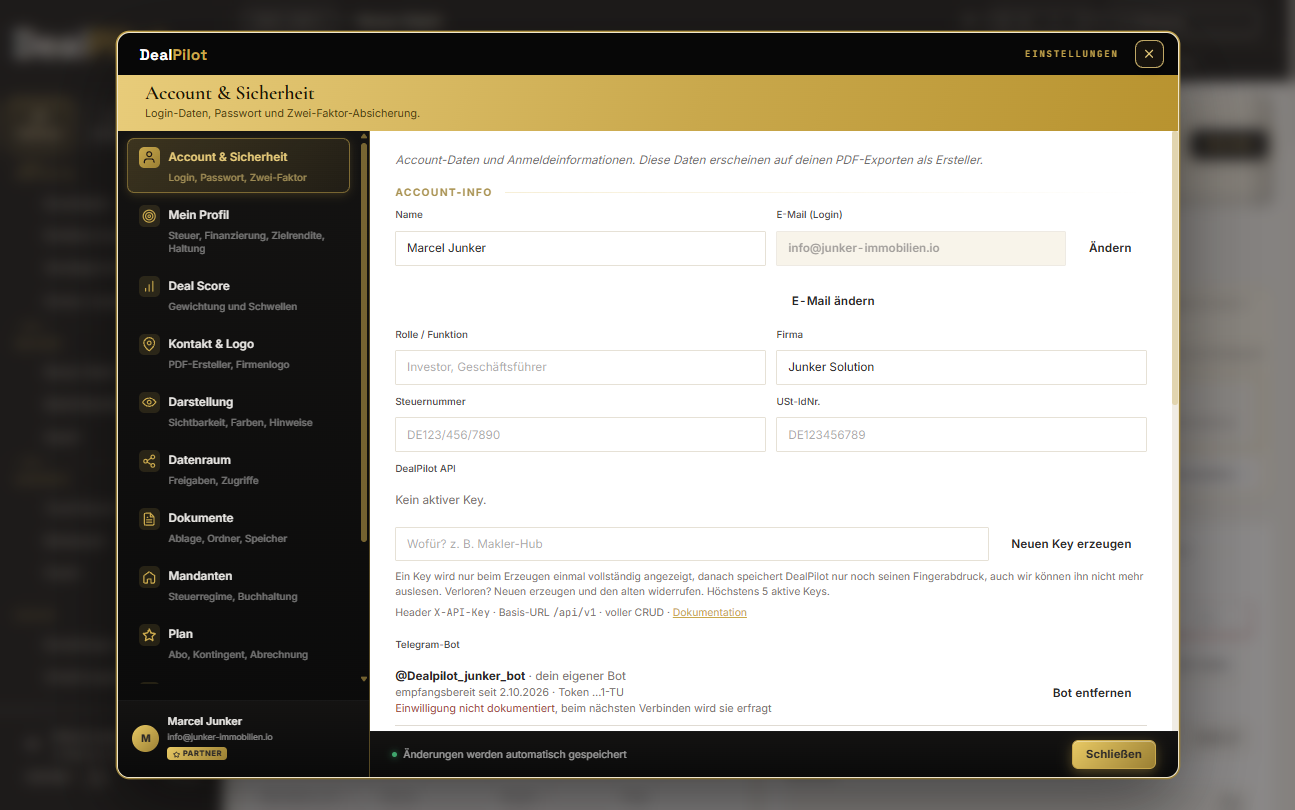 DealPilot
EINSTELLUNGEN
Account & Sicherheit
Login-Daten, Passwort und Zwei-Faktor-Absicherung.
Account & Sicherheit
Login, Passwort, Zwei-Faktor
Mein Profil
Steuer, Finanzierung, Zielrendite,
Haltung
Deal Score
Gewichtung und Schwellen
Kontakt & Logo
PDF-Ersteller, Firmenlogo
Darstellung
Sichtbarkeit, Farben, Hinweise
Datenraum
Freigaben, Zugriffe
Dokumente
Ablage, Ordner, Speicher
Mandanten
Steuerregime, Buchhaltung
Plan
Abo, Kontingent, Abrechnung
M
Marcel Junker
info@junker-immobilien.io
PARTNER
Account-Daten und Anmeldeinformationen. Diese Daten erscheinen auf deinen PDF-Exporten als Ersteller.
ACCOUNT-INFO
Name
E-Mail (Login)
Marcel Junker
info@junker-immobilien.io
Ändern
E-Mail ändern
Rolle / Funktion
Firma
Investor, Geschäftsführer
Junker Solution
Steuernummer
USt-IdNr.
DE123/456/7890
DE123456789
DealPilot API
Kein aktiver Key.
Wofür? z. B. Makler-Hub
Neuen Key erzeugen
Ein Key wird nur beim Erzeugen einmal vollständig angezeigt, danach speichert DealPilot nur noch seinen Fingerabdruck, auch wir können ihn nicht mehr
auslesen. Verloren? Neuen erzeugen und den alten widerrufen. Höchstens 5 aktive Keys.
Header X-API-Key · Basis-URL /api/v1 · voller CRUD · Dokumentation
Telegram-Bot
@Dealpilot_junker_bot · dein eigener Bot
empfangsbereit seit 2.10.2026 · Token …1-TU
Einwilligung nicht dokumentiert, beim nächsten Verbinden wird sie erfragt
Bot entfernen
Änderungen werden automatisch gespeichert
Schließen